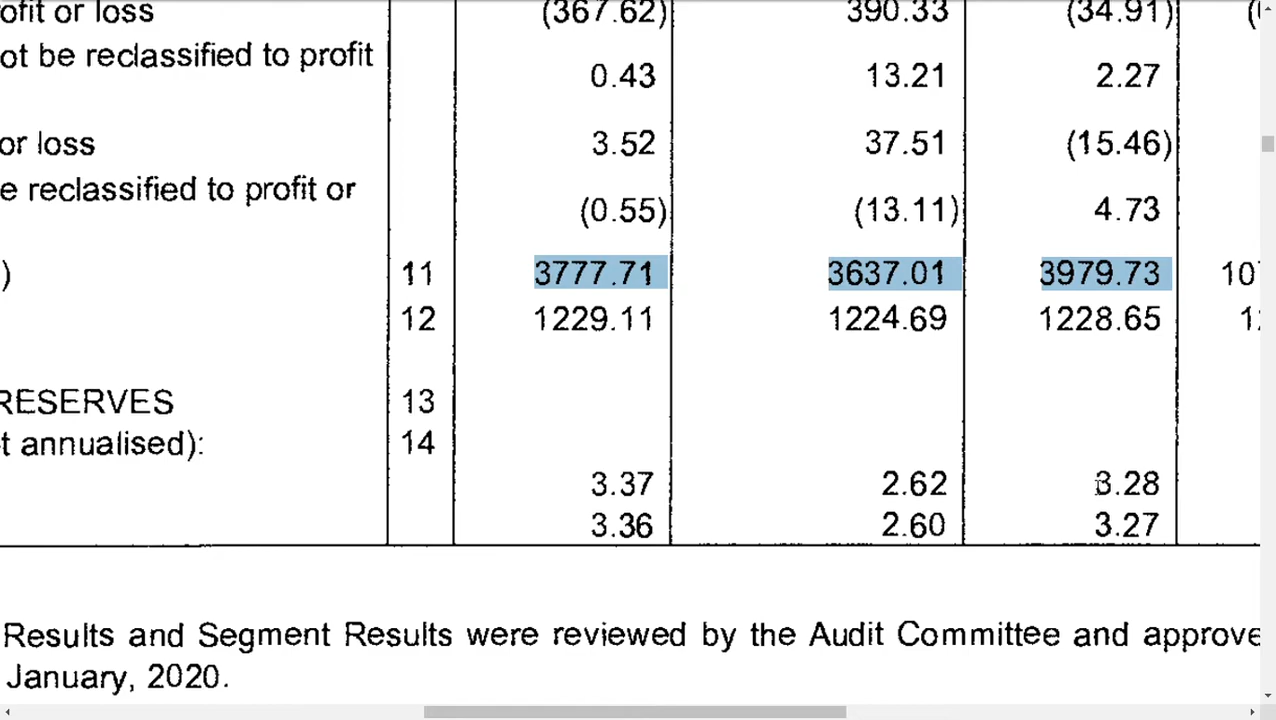 ofit or loss (367.62) 390.33 (34.91)
ot be reclassified to profit
0.43 13.21 2.27
or loss 3.52 37.51 (15.46)
e reclassified to profit or
(0.55) (13.11) 4.73
) 11 3777.71 3637.01 3979.73 10
12 1229.11 1224.69 1228.65 1
RESERVES 13
t annualised): 14
3.37 2.62 3.28
3.36 2.60 3.27
Results and Segment Results were reviewed by the Audit Committee and approve
January, 2020.